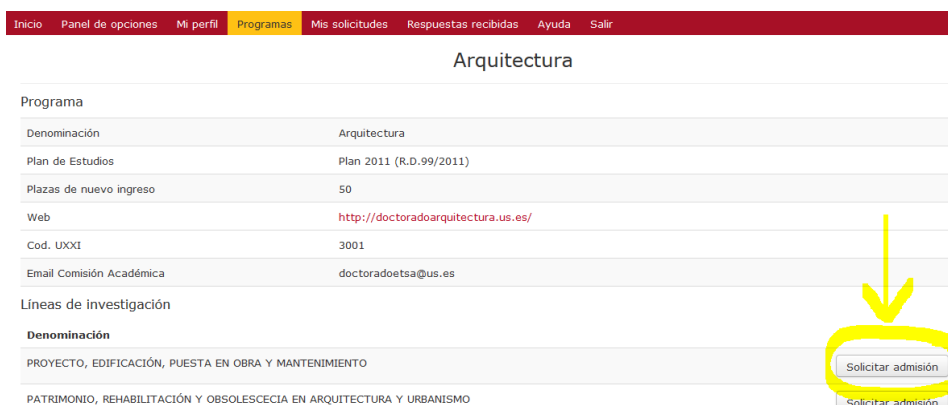 Inicio Panel de opciones Mi perfil Programas Mis solicitudes Respuestas recibidas Ayuda Salir
Arquitectura
Programa
Denominación Arquitectura
Plan de Estudios Plan 2011 (R.D.99/2011)
Plazas de nuevo ingreso 50
Web http://doctoradoarquitectura.us.es/
Cod. UXXI 3001
Email Comisión Académica doctoradoetsa@us.es
Líneas de investigación
Denominación
PROYECTO, EDIFICACIÓN, PUESTA EN OBRA Y MANTENIMIENTO Solicitar admisión
PATRIMONIO, REHABILITACIÓN Y OBSOLESCECIA EN ARQUITECTURA Y URBANISMO Solicitar admisión